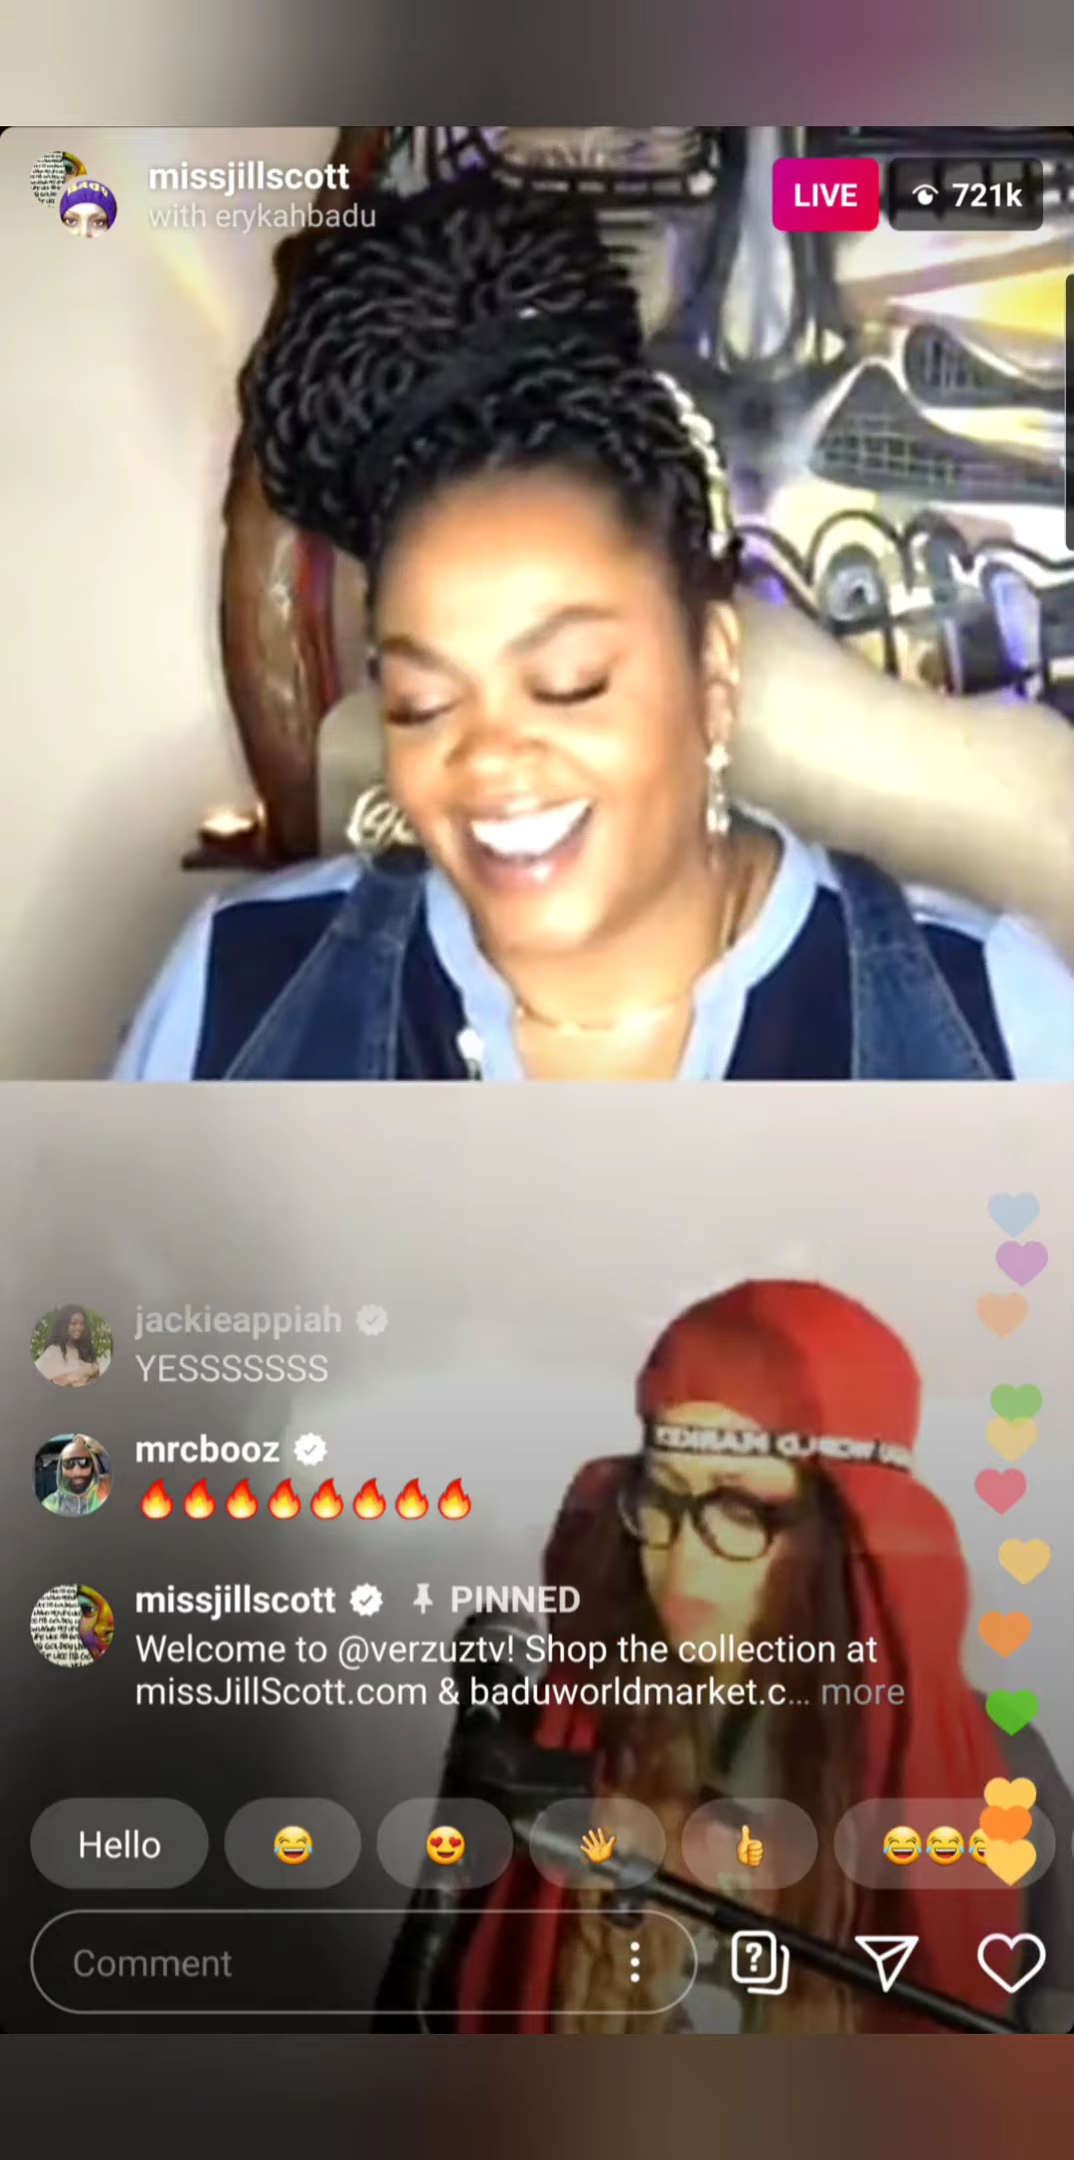 missjillscott
with erykahbadu
LIVE
721k
jackieappiah
YESSSSSSS
mrcbooz
🔥🔥🔥🔥🔥🔥🔥🔥
missjillscott PINNED
Welcome to @verzuztv! Shop the collection at
missJillScott.com & baduworldmarket.c... more
Hello
😂
😍
👋
👍
😂😂😂
Comment